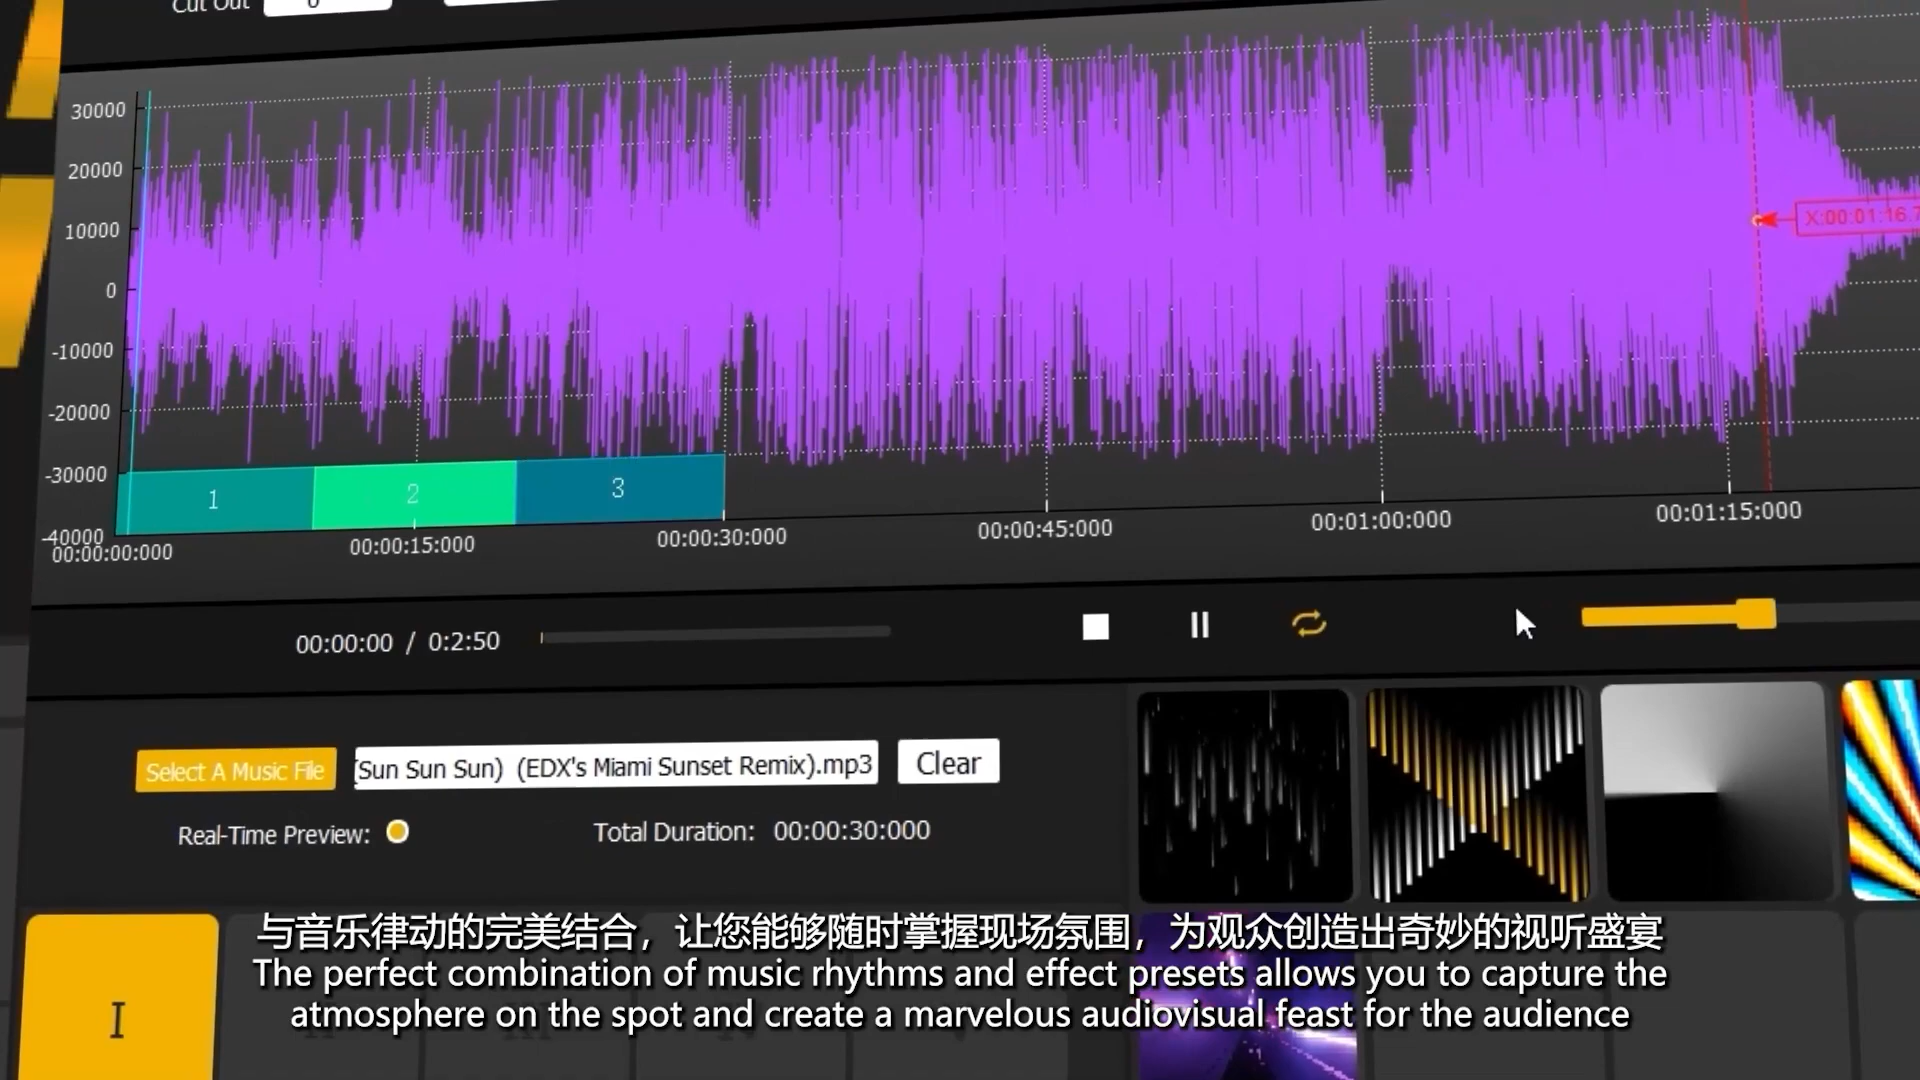 Cut Out
0
30000
20000
10000
0
-10000
-20000
-30000
-40000
X:00:01:16.7
1
2
3
00:00:00:000
00:00:15:000
00:00:30:000
00:00:45:000
00:01:00:000
00:01:15:000
00:00:00 / 0:2:50
Select A Music File
(Sun Sun Sun) (EDX's Miami Sunset Remix).mp3
Clear
Real-Time Preview:
Total Duration: 00:00:30:000
与音乐律动的完美结合，让您能够随时掌握现场氛围，为观众创造出奇妙的视听盛宴
The perfect combination of music rhythms and effect presets allows you to capture the
atmosphere on the spot and create a marvelous audiovisual feast for the audience
I